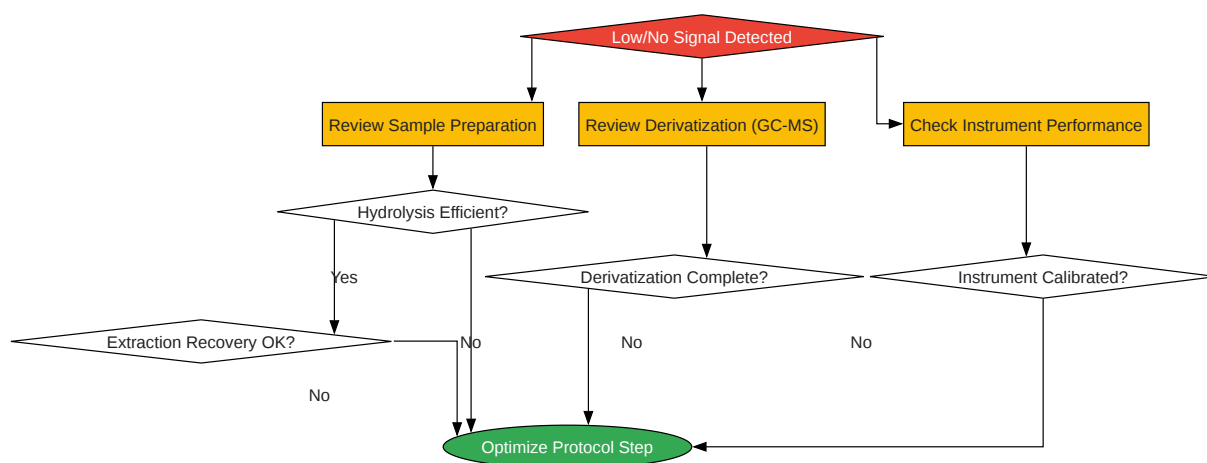 Low/No Signal Detected
Review Sample Preparation
Review Derivatization (GC-MS)
Check Instrument Performance
Hydrolysis Efficient?
Yes
Derivatization Complete?
Instrument Calibrated?
Extraction Recovery OK?
No
No
No
No
Optimize Protocol Step